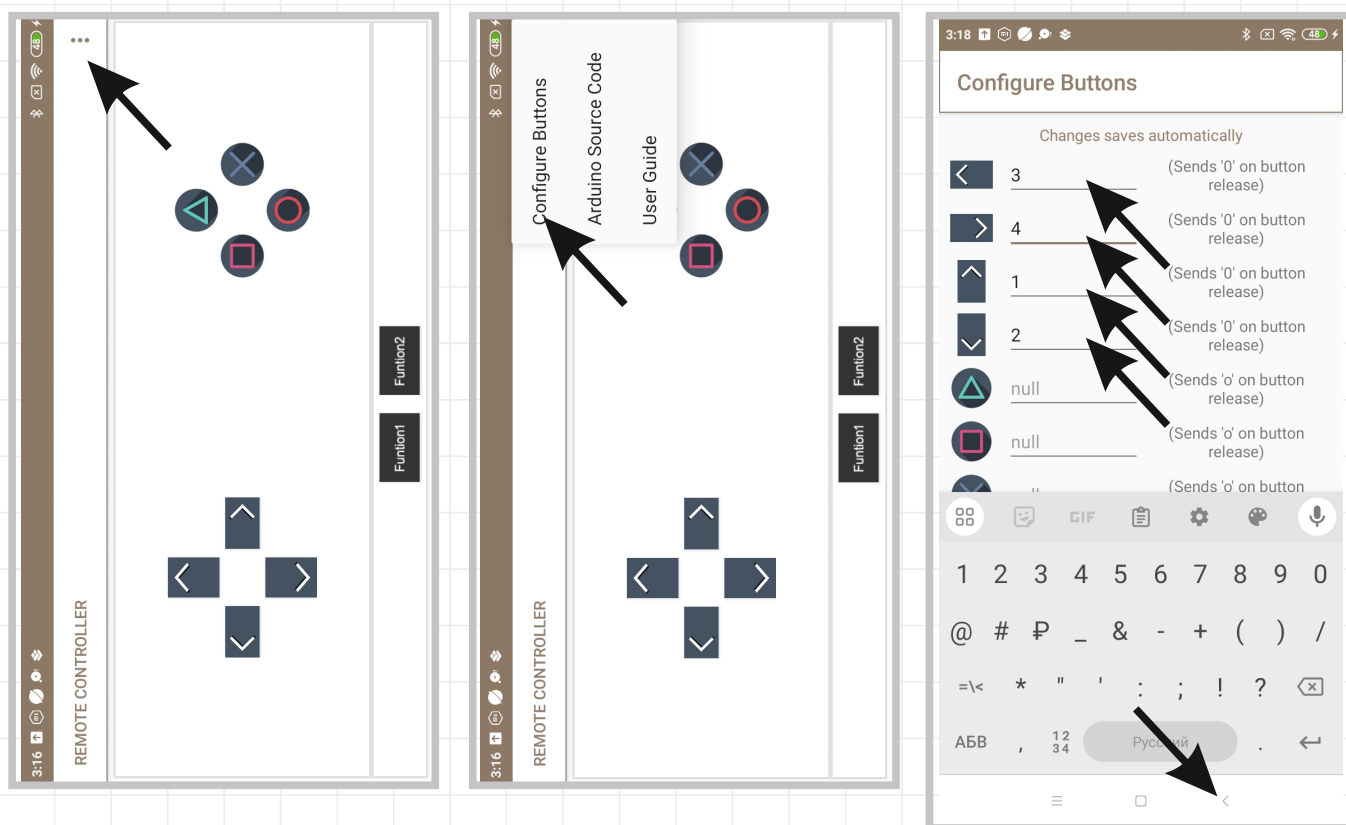 3:16
48
REMOTE CONTROLLER
Funtion1
Funtion2
3:16
48
REMOTE CONTROLLER
Configure Buttons
Arduino Source Code
User Guide
Funtion1
Funtion2
3:18
48
Configure Buttons
Changes saves automatically
3
(Sends '0' on button
release)
4
(Sends '0' on button
release)
1
(Sends '0' on button
release)
2
(Sends '0' on button
release)
null
(Sends 'o' on button
release)
null
(Sends 'o' on button
release)
(Sends 'o' on button
GIF
1 2 3 4 5 6 7 8 9 0
@ # ₽ _ & - + ( ) /
=\< * " ' : ; ! ?
АБВ , 12 34 Русский .